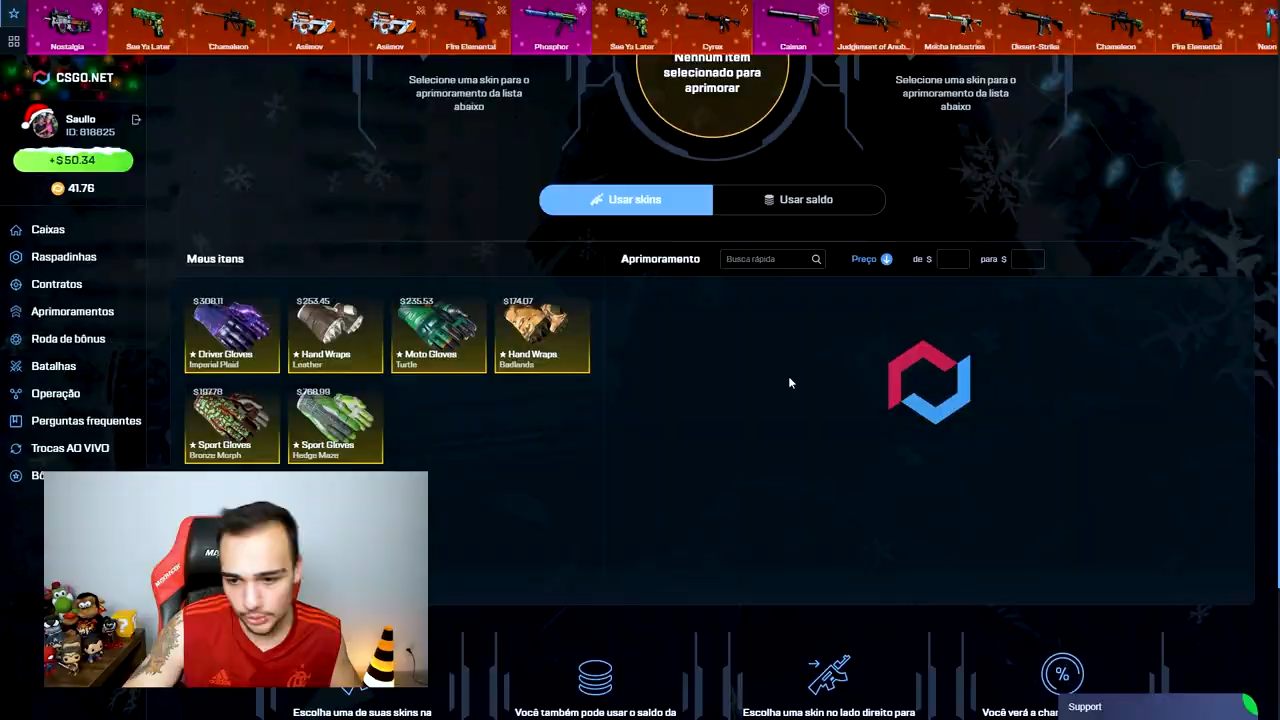 Nostalgia
See Ya Later
Chameleon
Asiimov
Asiimov
Fire Elemental
Phosphor
See Ya Later
Cyrex
Caiman
Judgement of Anub...
Mecha Industries
Desert-Strike
Chameleon
Fire Elemental
Neon
CSGO.NET
Saullo
ID: 818825
+$50.34
41.76
Caixas
Raspadinhas
Contratos
Aprimoramentos
Roda de bônus
Batalhas
Operação
Perguntas frequentes
Trocas AO VIVO
Selecione uma skin para o
aprimoramento da lista
abaixo
Nenhum item
selecionado para
aprimorar
Selecione uma skin para o
aprimoramento da lista
abaixo
Usar skins
Usar saldo
Meus itens
Aprimoramento
Busca rápida
Preço
de $
para $
$308.11
★ Driver Gloves
Imperial Plaid
$253.45
★ Hand Wraps
Leather
$235.53
★ Moto Gloves
Turtle
$174.07
★ Hand Wraps
Badlands
$197.78
★ Sport Gloves
Bronze Morph
$768.99
★ Sport Gloves
Hedge Maze
Escolha uma de suas skins na
Você também pode usar o saldo da
Escolha uma skin no lado direito para
Você verá a chan
%
Support